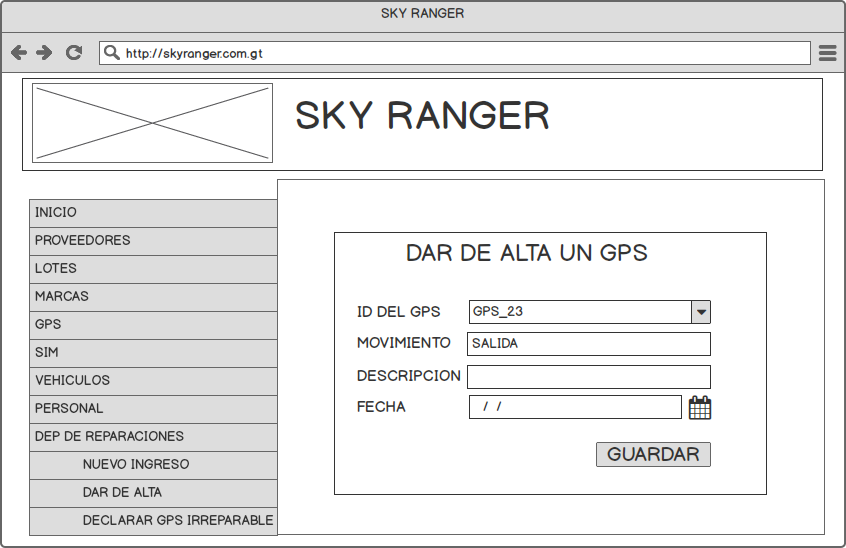 SKY RANGER
http://skyranger.com.gt
SKY RANGER
INICIO
PROVEEDORES
LOTES
MARCAS
GPS
SIM
VEHICULOS
PERSONAL
DEP DE REPARACIONES
NUEVO INGRESO
DAR DE ALTA
DECLARAR GPS IRREPARABLE
DAR DE ALTA UN GPS
ID DEL GPS GPS_23
MOVIMIENTO SALIDA
DESCRIPCION
FECHA / /
GUARDAR